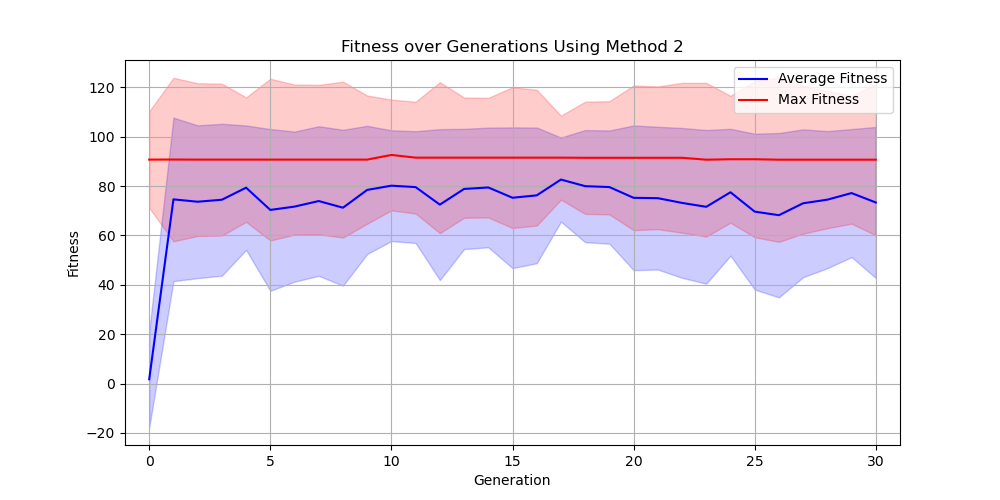 Fitness over Generations Using Method 2
Average Fitness
Max Fitness
Fitness
120
100
80
60
40
20
0
−20
0 5 10 15 20 25 30
Generation